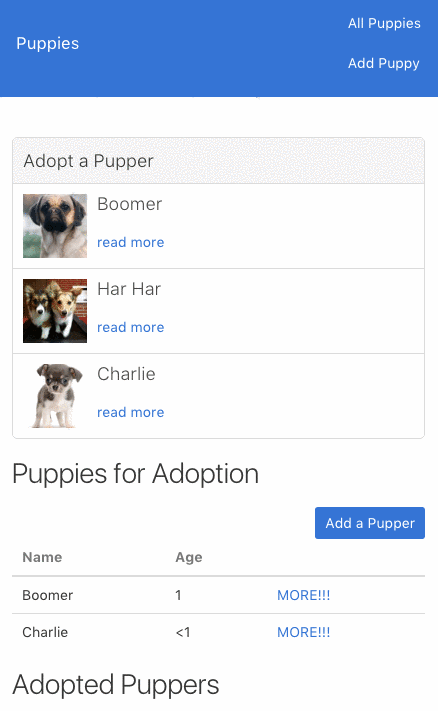 Puppies
All Puppies
Add Puppy
Adopt a Pupper
Boomer
read more
Har Har
read more
Charlie
read more
Puppies for Adoption
Add a Pupper
Name Age
Boomer 1 MORE!!!
Charlie <1 MORE!!!
Adopted Puppers